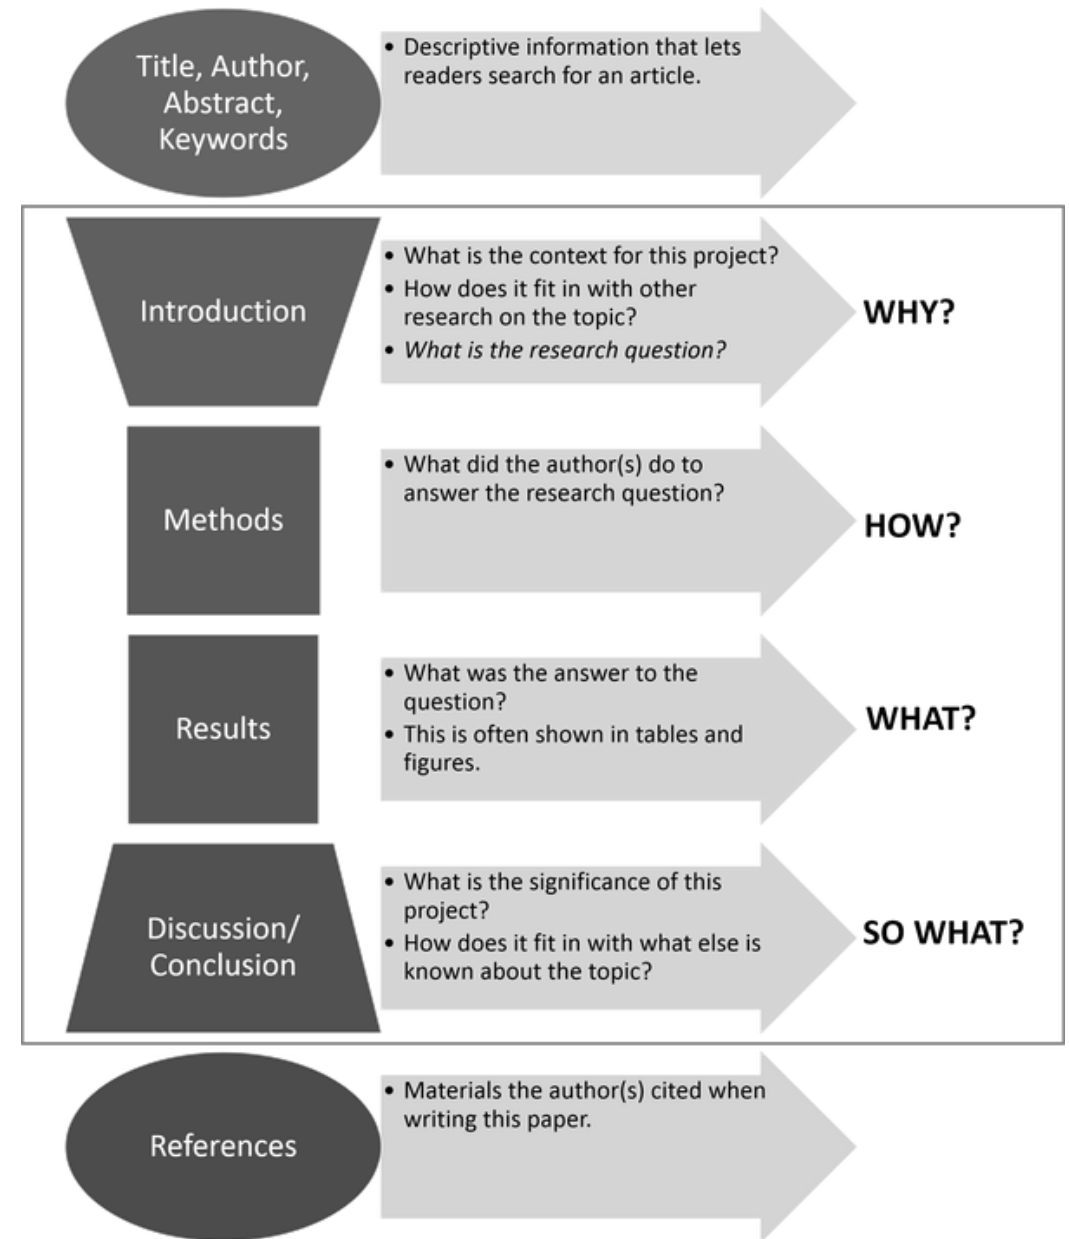 Title, Author,
Abstract,
Keywords
• Descriptive information that lets
readers search for an article.
Introduction
• What is the context for this project?
• How does it fit in with other
research on the topic?
• What is the research question?
WHY?
Methods
• What did the author(s) do to
answer the research question?
HOW?
Results
• What was the answer to the
question?
• This is often shown in tables and
figures.
WHAT?
Discussion/
Conclusion
• What is the significance of this
project?
• How does it fit in with what else is
known about the topic?
SO WHAT?
References
• Materials the author(s) cited when
writing this paper.